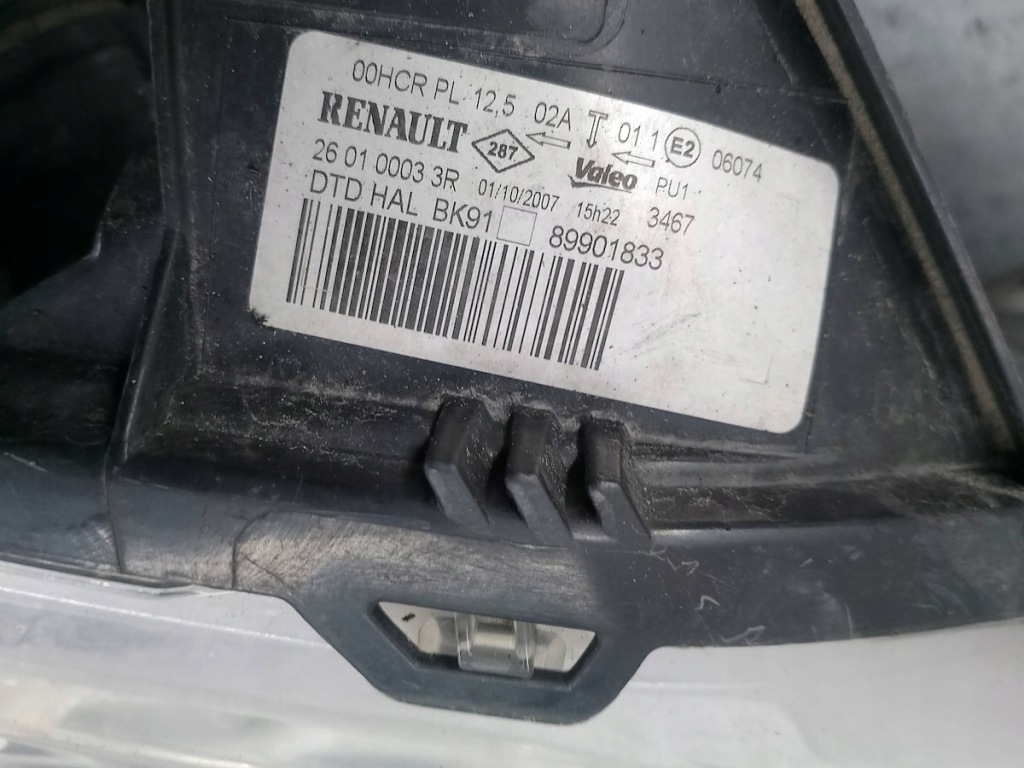 00HCR PL 12,5 02A 01 1 E2 06074
RENAULT 287 Valeo PU1
26 01 0003 3R 01/10/2007 15h22 3467
DTD HAL BK91 89901833